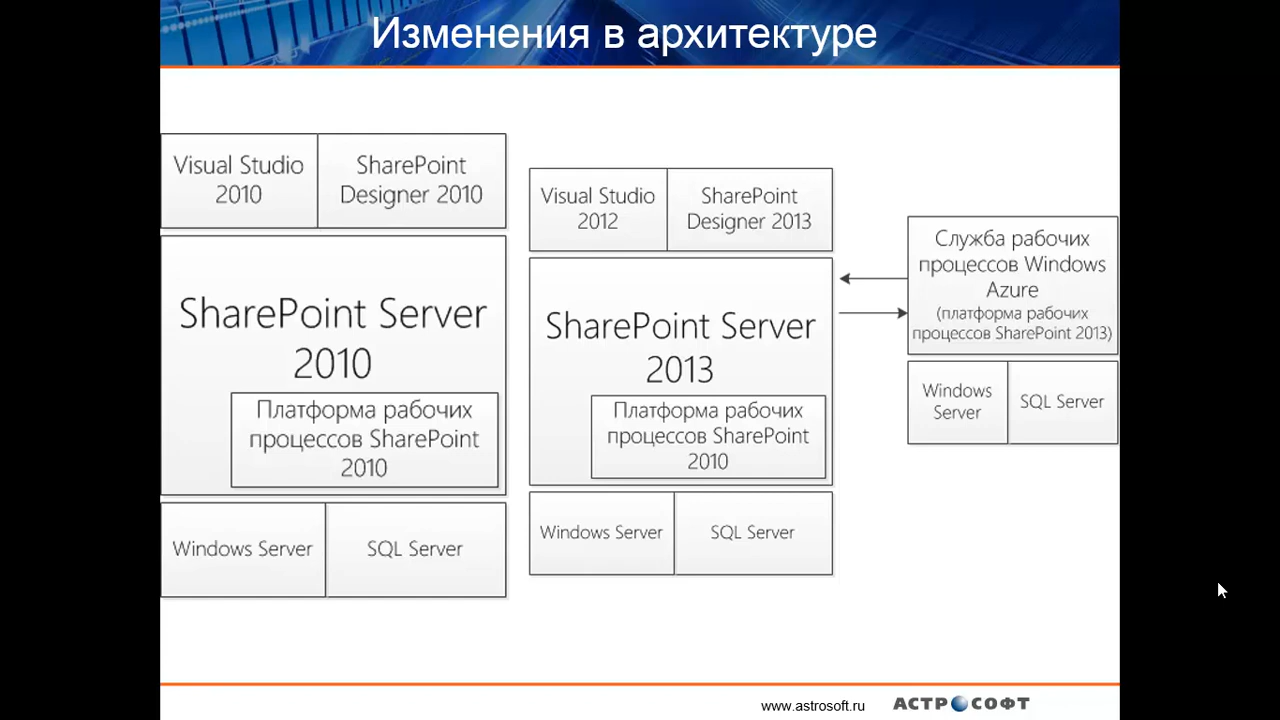 Изменения в архитектуре
Visual Studio
2010
SharePoint
Designer 2010
SharePoint Server
2010
Платформа рабочих
процессов SharePoint
2010
Windows Server
SQL Server
Visual Studio
2012
SharePoint
Designer 2013
SharePoint Server
2013
Платформа рабочих
процессов SharePoint
2010
Windows Server
SQL Server
Служба рабочих
процессов Windows
Azure
(платформа рабочих
процессов SharePoint 2013)
Windows
Server
SQL Server
www.astrosoft.ru
АСТРОСОФТ